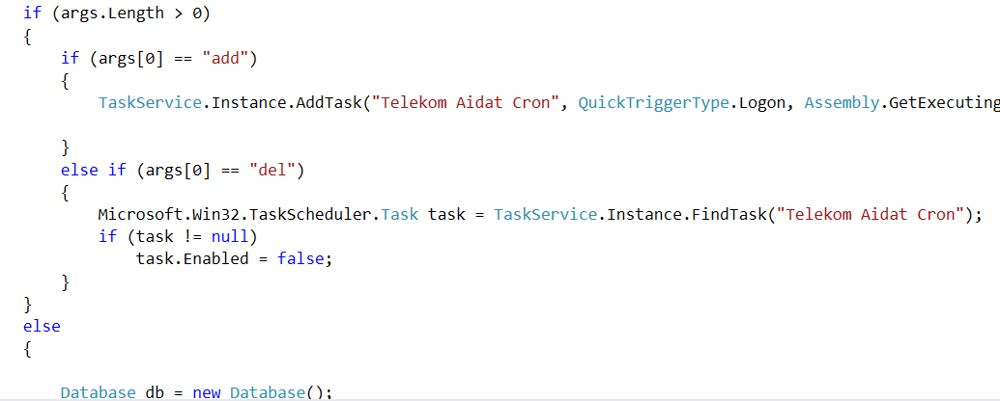 if (args.Length > 0)
{
    if (args[0] == "add")
    {
        TaskService.Instance.AddTask("Telekom Aidat Cron", QuickTriggerType.Logon, Assembly.GetExecuting
    }
    else if (args[0] == "del")
    {
        Microsoft.Win32.TaskScheduler.Task task = TaskService.Instance.FindTask("Telekom Aidat Cron");
        if (task != null)
            task.Enabled = false;
    }
}
else
{
    Database db = new Database();